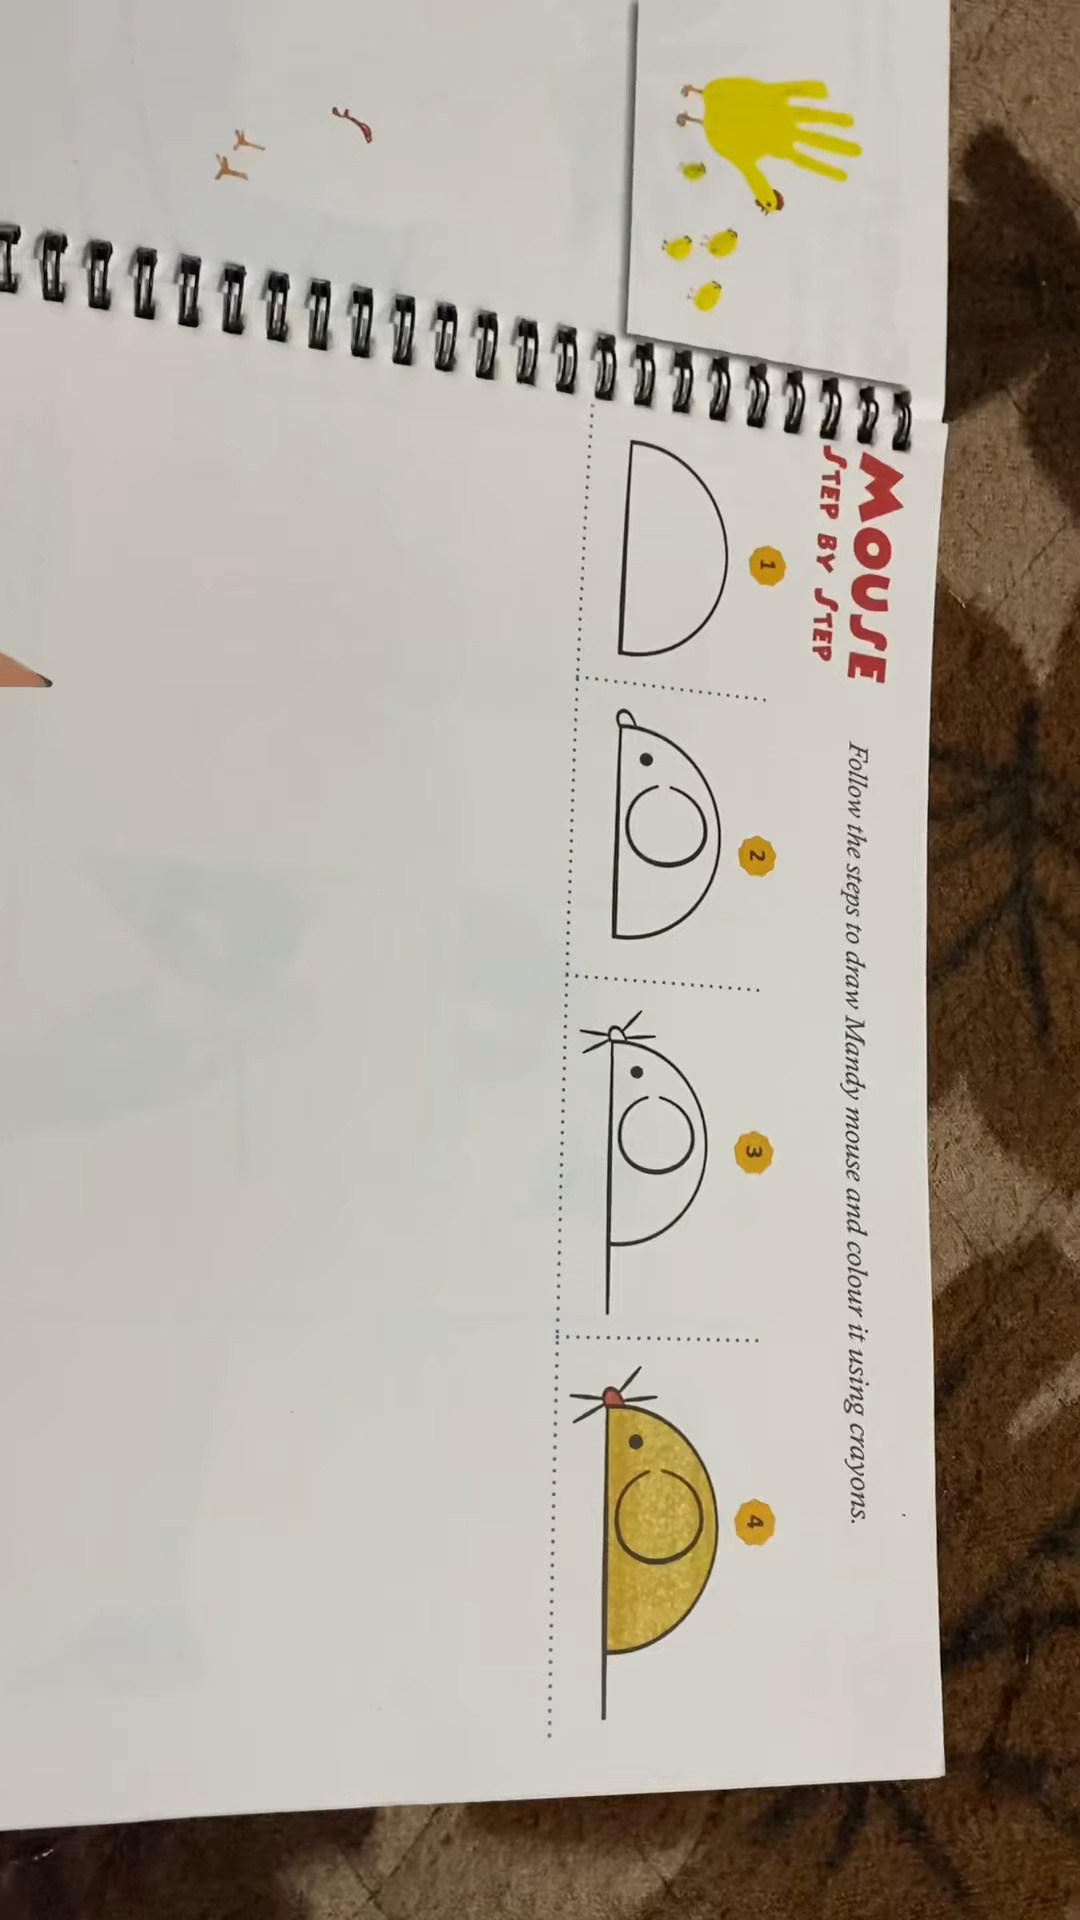 MOUSE
STEP BY STEP
Follow the steps to draw Mandy mouse and colour it using crayons.
1
2
3
4